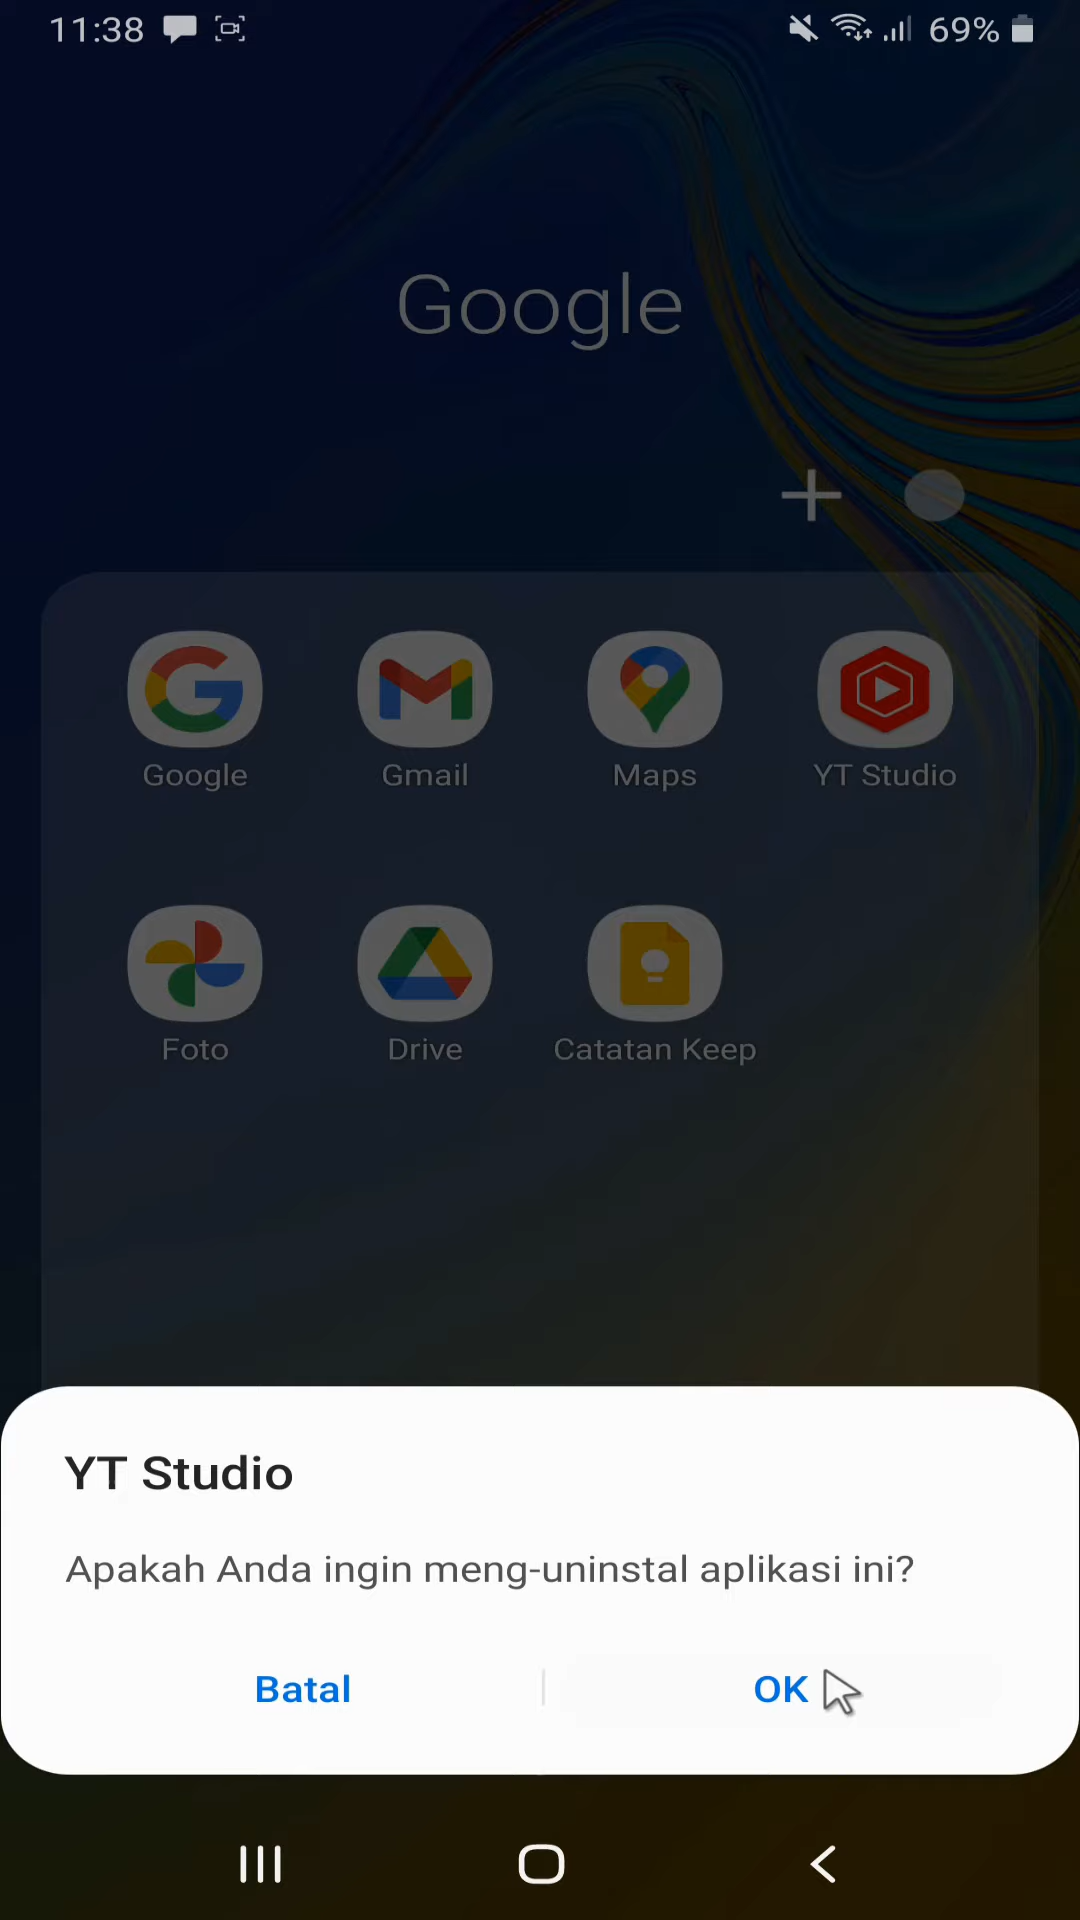 11:38 69%
Google
Google Gmail Maps YT Studio
Foto Drive Catatan Keep
YT Studio
Apakah Anda ingin meng-uninstal aplikasi ini?
Batal OK